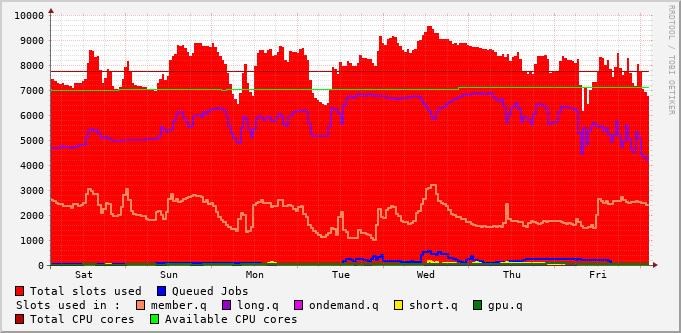 10000
9000
8000
7000
6000
5000
4000
3000
2000
1000
0
Sat Sun Mon Tue Wed Thu Fri
Total slots used Queued Jobs
Slots used in : member.q long.q ondemand.q short.q gpu.q
Total CPU cores Available CPU cores
RRDTOOL / TOBI OETIKER